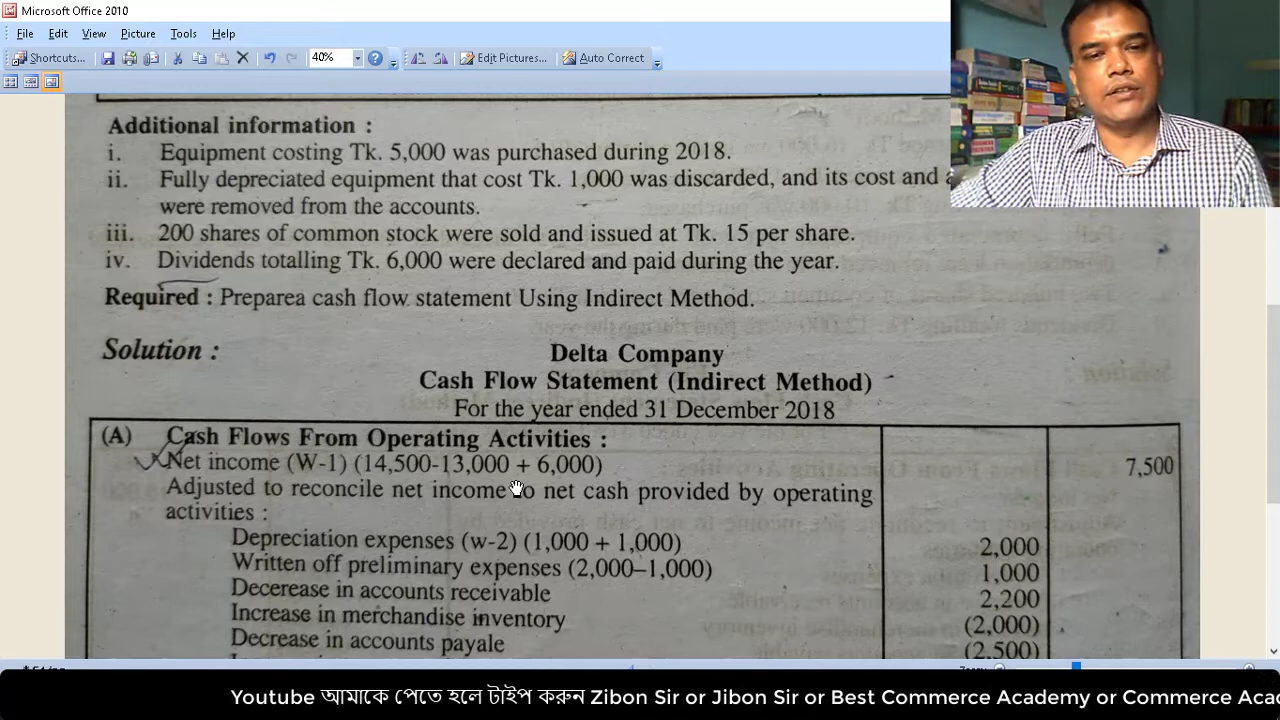 Microsoft Office 2010
File Edit View Picture Tools Help
Shortcuts... 40% Edit Pictures... Auto Correct
Additional information :
i. Equipment costing Tk. 5,000 was purchased during 2018.
ii. Fully depreciated equipment that cost Tk. 1,000 was discarded, and its cost and
were removed from the accounts.
iii. 200 shares of common stock were sold and issued at Tk. 15 per share.
iv. Dividends totalling Tk. 6,000 were declared and paid during the year.
Required : Preparea cash flow statement Using Indirect Method.
Solution :
Delta Company
Cash Flow Statement (Indirect Method)
For the year ended 31 December 2018
(A) Cash Flows From Operating Activities :
Net income (W-1) (14,500-13,000 + 6,000) 7,500
Adjusted to reconcile net income to net cash provided by operating
activities :
Depreciation expenses (w-2) (1,000 + 1,000) 2,000
Written off preliminary expenses (2,000–1,000) 1,000
Decerease in accounts receivable 2,200
Increase in merchandise inventory (2,000)
Decrease in accounts payale (2,500)
Youtube আমাকে পেতে হলে টাইপ করুন Zibon Sir or Jibon Sir or Best Commerce Academy or Commerce Aca